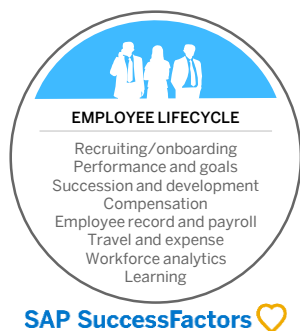 EMPLOYEE LIFECYCLE
Recruiting/onboarding
Performance and goals
Succession and development
Compensation
Employee record and payroll
Travel and expense
Workforce analytics
Learning
SAP SuccessFactors